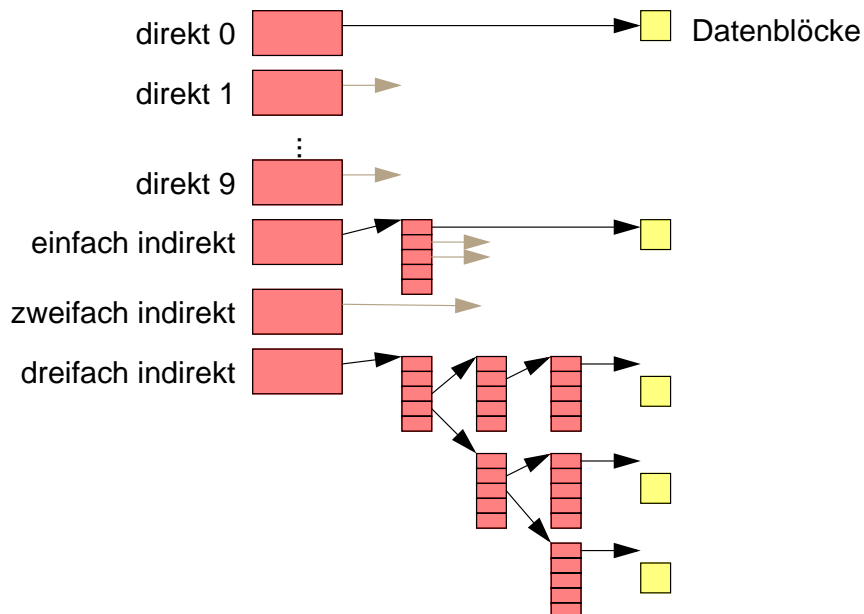 direkt 0
Datenblöcke
direkt 1
...
direkt 9
einfach indirekt
zweifach indirekt
dreifach indirekt